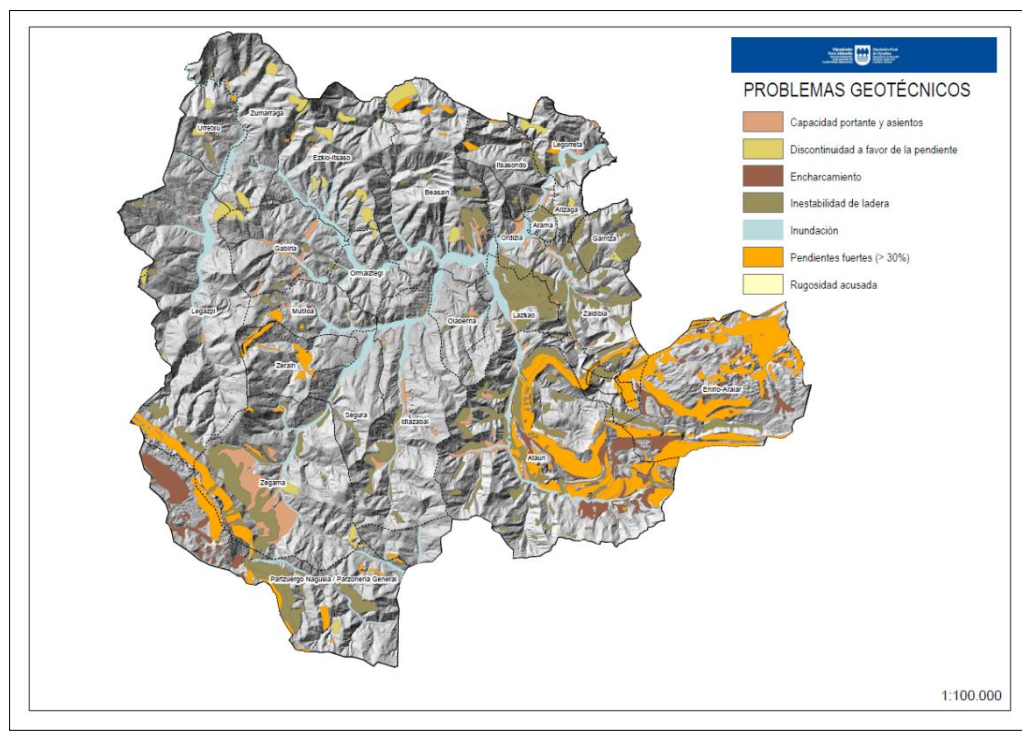 PROBLEMAS GEOTÉCNICOS
Capacidad portante y asientos
Discontinuidad a favor de la pendiente
Encharcamiento
Inestabilidad de ladera
Inundación
Pendientes fuertes (> 30%)
Rugosidad acusada
Zumarraga
Urretxu
Ezkio-Itsaso
Legorreta
Itsasondo
Beasain
Altzaga
Arama
Ordizia
Gaintza
Gabiria
Ormaiztegi
Legazpi
Mutiloa
Olaberria
Lazkao
Zaldibia
Zerain
Enirio-Aralar
Segura
Idiazabal
Ataun
Zegama
Partzuergo Nagusia / Parzonería General
1:100.000